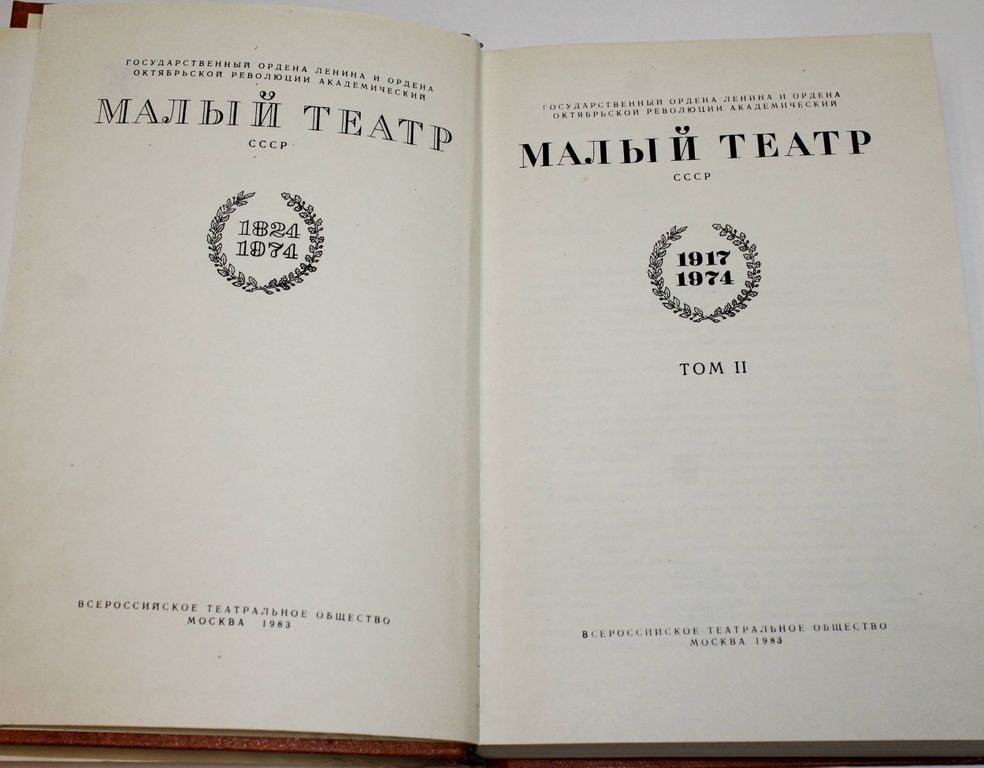 ГОСУДАРСТВЕННЫЙ ОРДЕНА ЛЕНИНА И ОРДЕНА
ОКТЯБРЬСКОЙ РЕВОЛЮЦИИ АКАДЕМИЧЕСКИЙ
МАЛЫЙ ТЕАТР
СССР
1824
1974
ВСЕРОССИЙСКОЕ ТЕАТРАЛЬНОЕ ОБЩЕСТВО
МОСКВА 1983
ГОСУДАРСТВЕННЫЙ ОРДЕНА ЛЕНИНА И ОРДЕНА
ОКТЯБРЬСКОЙ РЕВОЛЮЦИИ АКАДЕМИЧЕСКИЙ
МАЛЫЙ ТЕАТР
СССР
1917
1974
ТОМ II
ВСЕРОССИЙСКОЕ ТЕАТРАЛЬНОЕ ОБЩЕСТВО
МОСКВА 1983